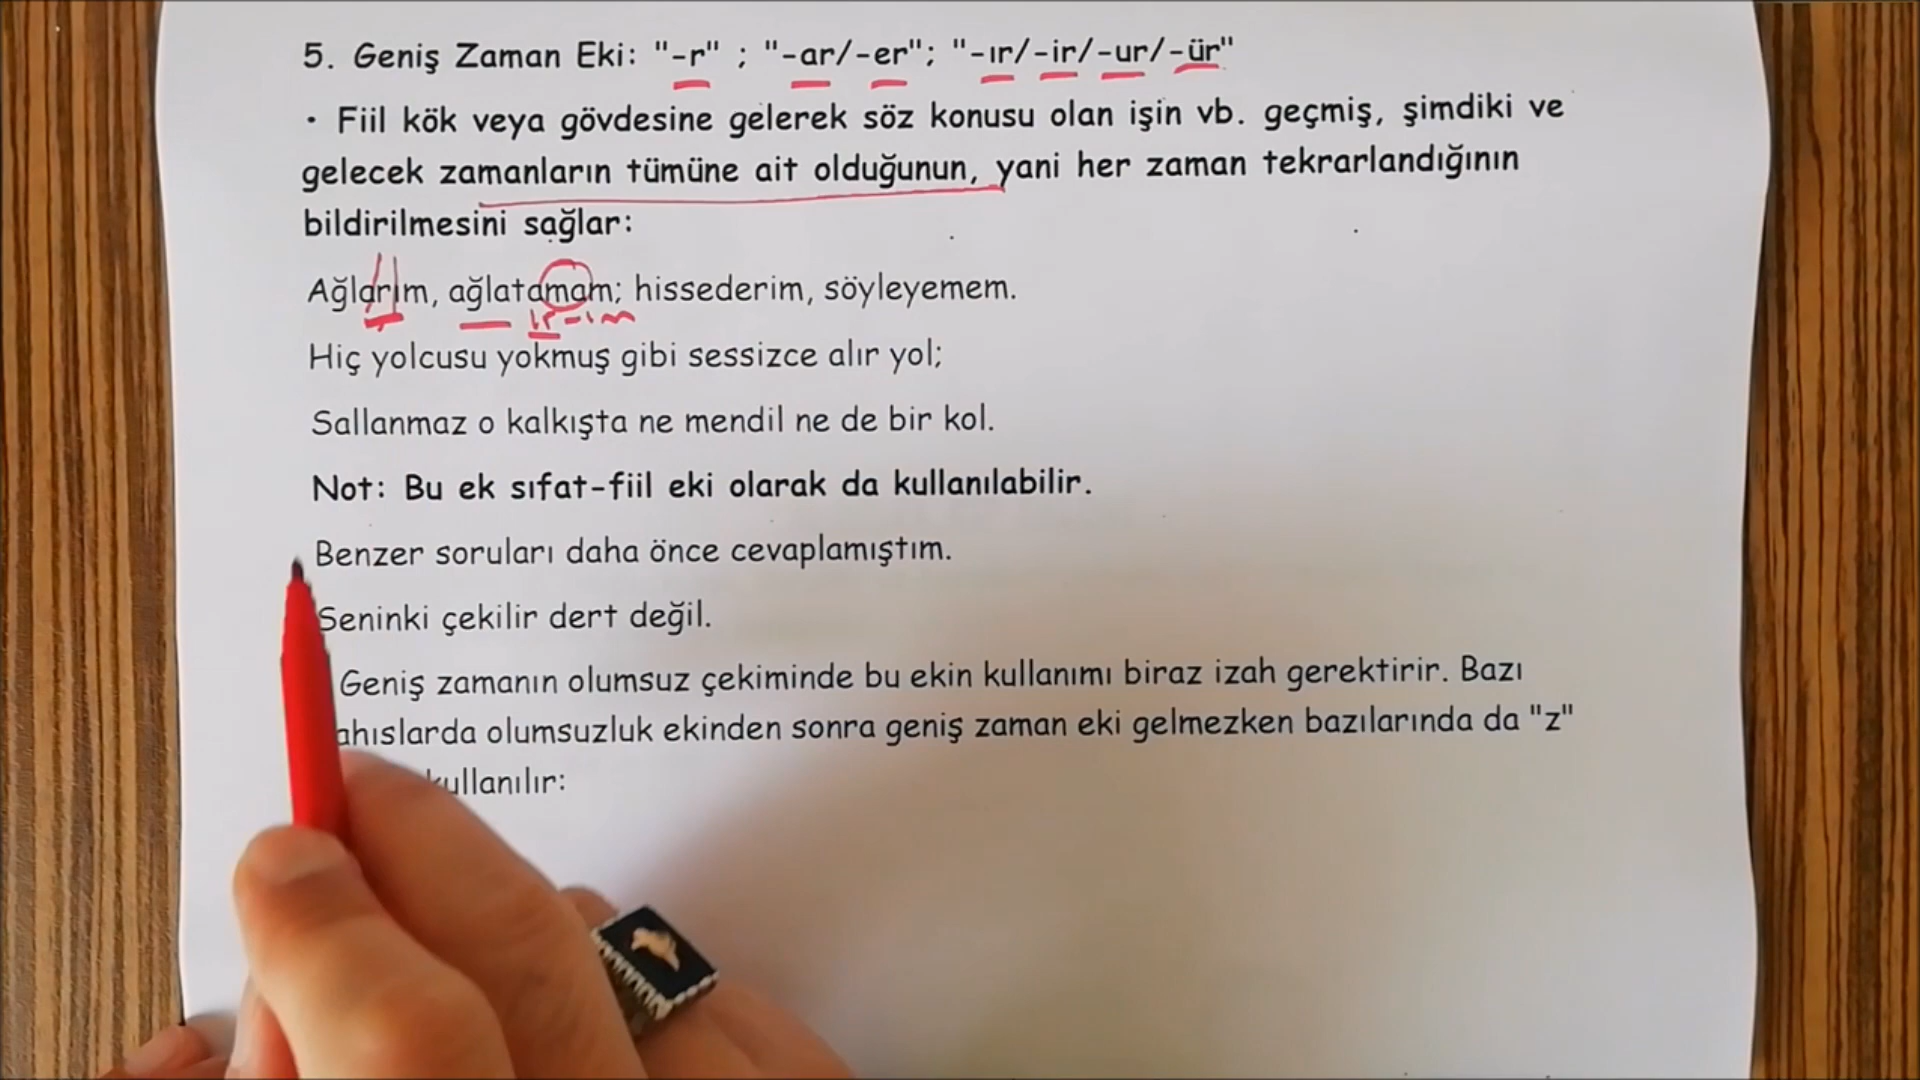 5. Geniş Zaman Eki: "-r" ; "-ar/-er"; "-ır/-ir/-ur/-ür"
• Fiil kök veya gövdesine gelerek söz konusu olan işin vb. geçmiş, şimdiki ve
gelecek zamanların tümüne ait olduğunun, yani her zaman tekrarlandığının
bildirilmesini sağlar:
Ağlarım, ağlatamam; hissederim, söyleyemem.
ır-ım
Hiç yolcusu yokmuş gibi sessizce alır yol;
Sallanmaz o kalkışta ne mendil ne de bir kol.
Not: Bu ek sıfat-fiil eki olarak da kullanılabilir.
Benzer soruları daha önce cevaplamıştım.
Seninki çekilir dert değil.
Geniş zamanın olumsuz çekiminde bu ekin kullanımı biraz izah gerektirir. Bazı
ahıslarda olumsuzluk ekinden sonra geniş zaman eki gelmezken bazılarında da "z"
kullanılır: